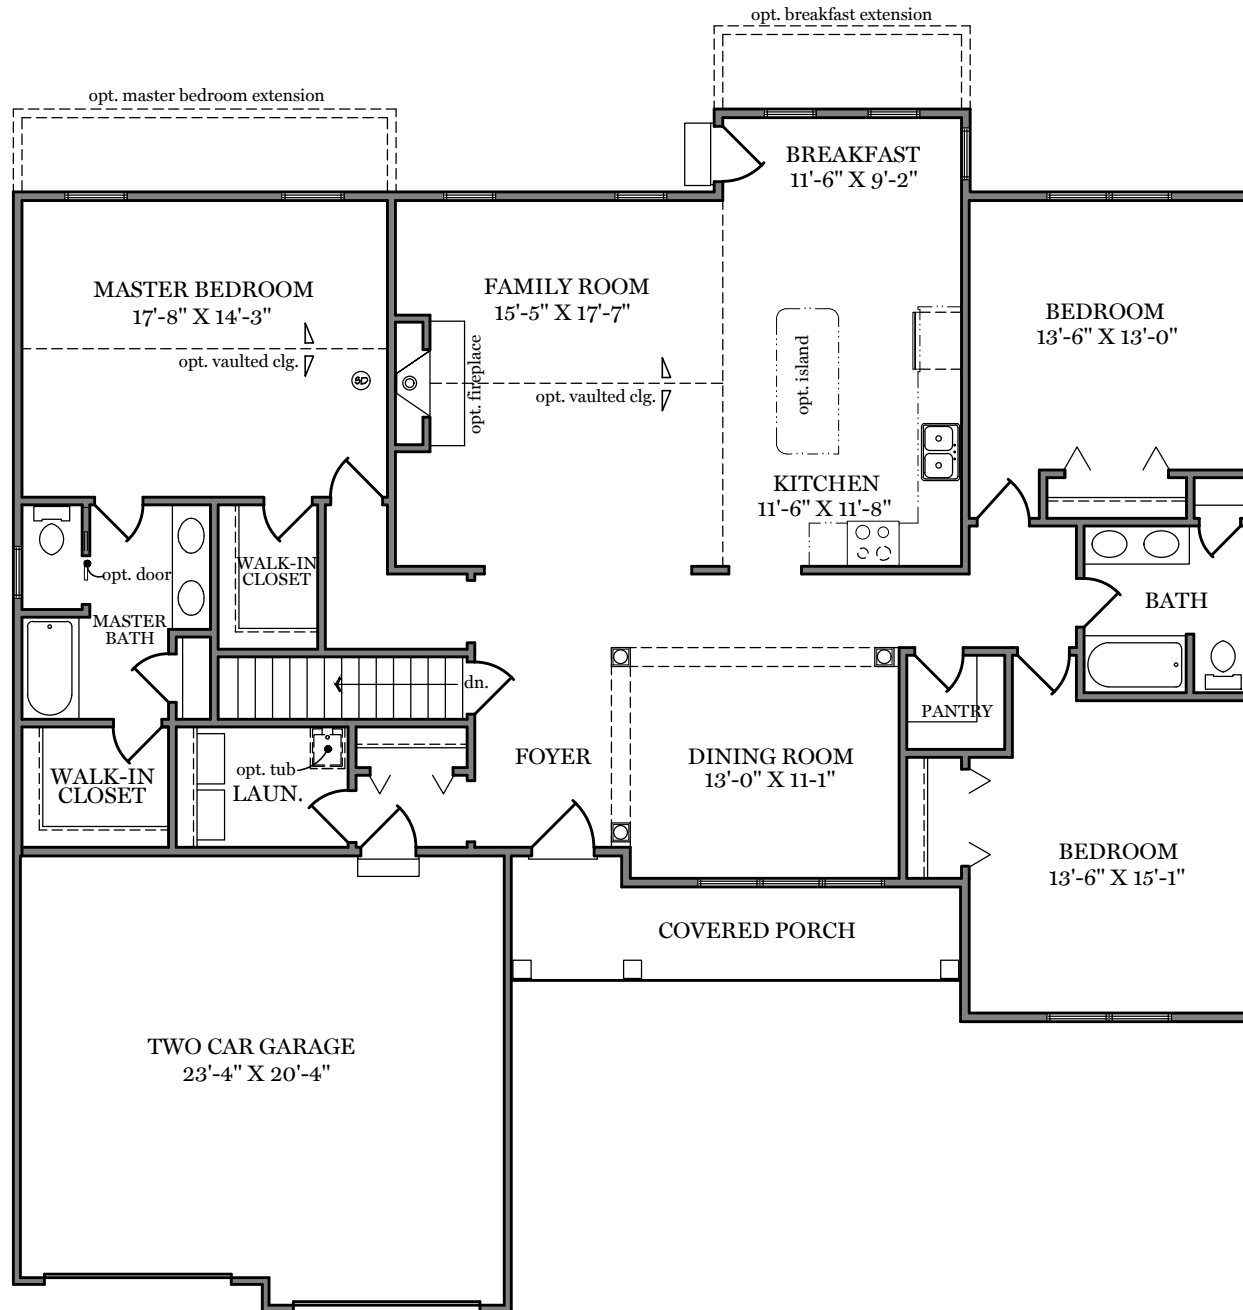 opt. breakfast extension
opt. master bedroom extension
BREAKFAST
11'-6" X 9'-2"
MASTER BEDROOM
17'-8" X 14'-3"
opt. vaulted clg.
SD
FAMILY ROOM
15'-5" X 17'-7"
opt. fireplace
opt. vaulted clg.
opt. island
BEDROOM
13'-6" X 13'-0"
KITCHEN
11'-6" X 11'-8"
opt. door
WALK-IN
CLOSET
MASTER
BATH
BATH
dn.
PANTRY
FOYER
DINING ROOM
13'-0" X 11-1"
opt. tub
LAUN.
WALK-IN
CLOSET
BEDROOM
13'-6" X 15'-1"
COVERED PORCH
TWO CAR GARAGE
23'-4" X 20'-4"